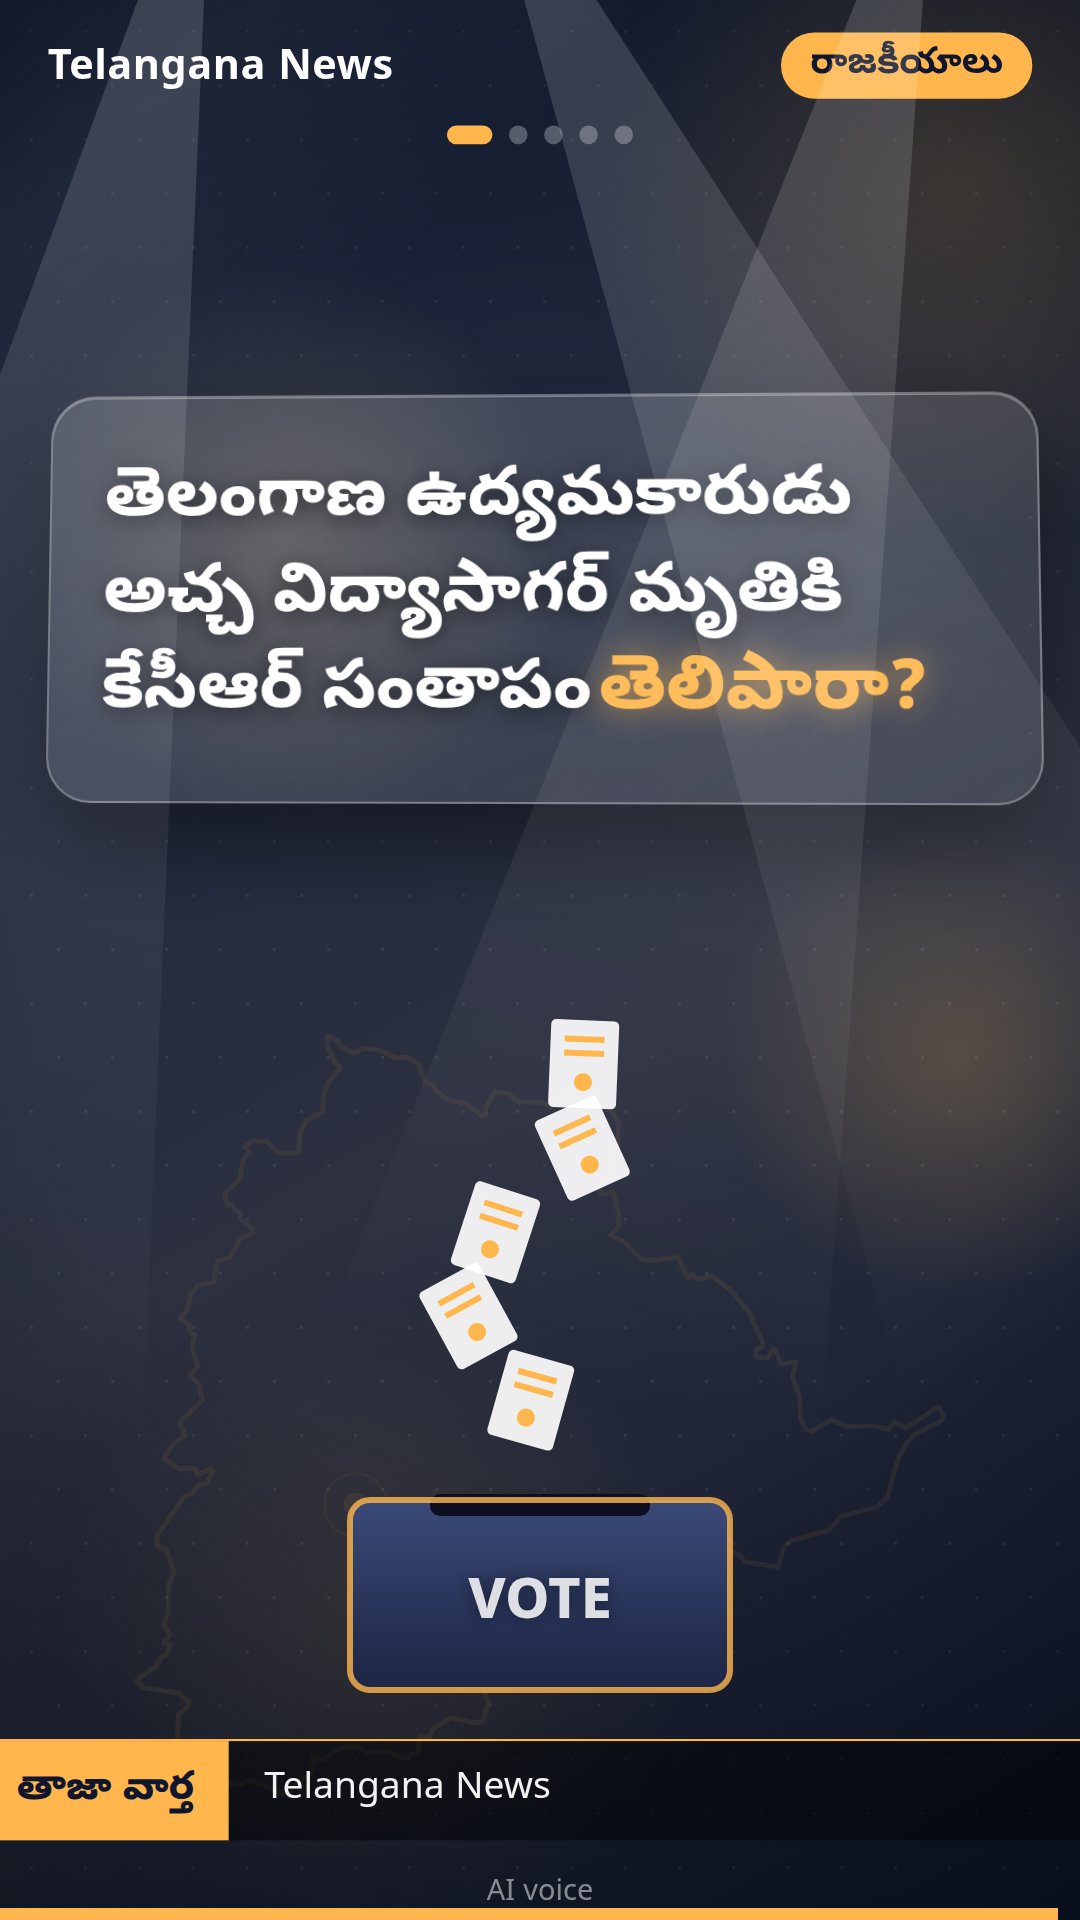 Telangana News
రాజకీయాలు
తెలంగాణ ఉద్యమకారుడు
అచ్చ విద్యాసాగర్ మృతికి
కేసీఆర్ సంతాపం తెలిపారా?
VOTE
తాజా వార్త
Telangana News
AI voice